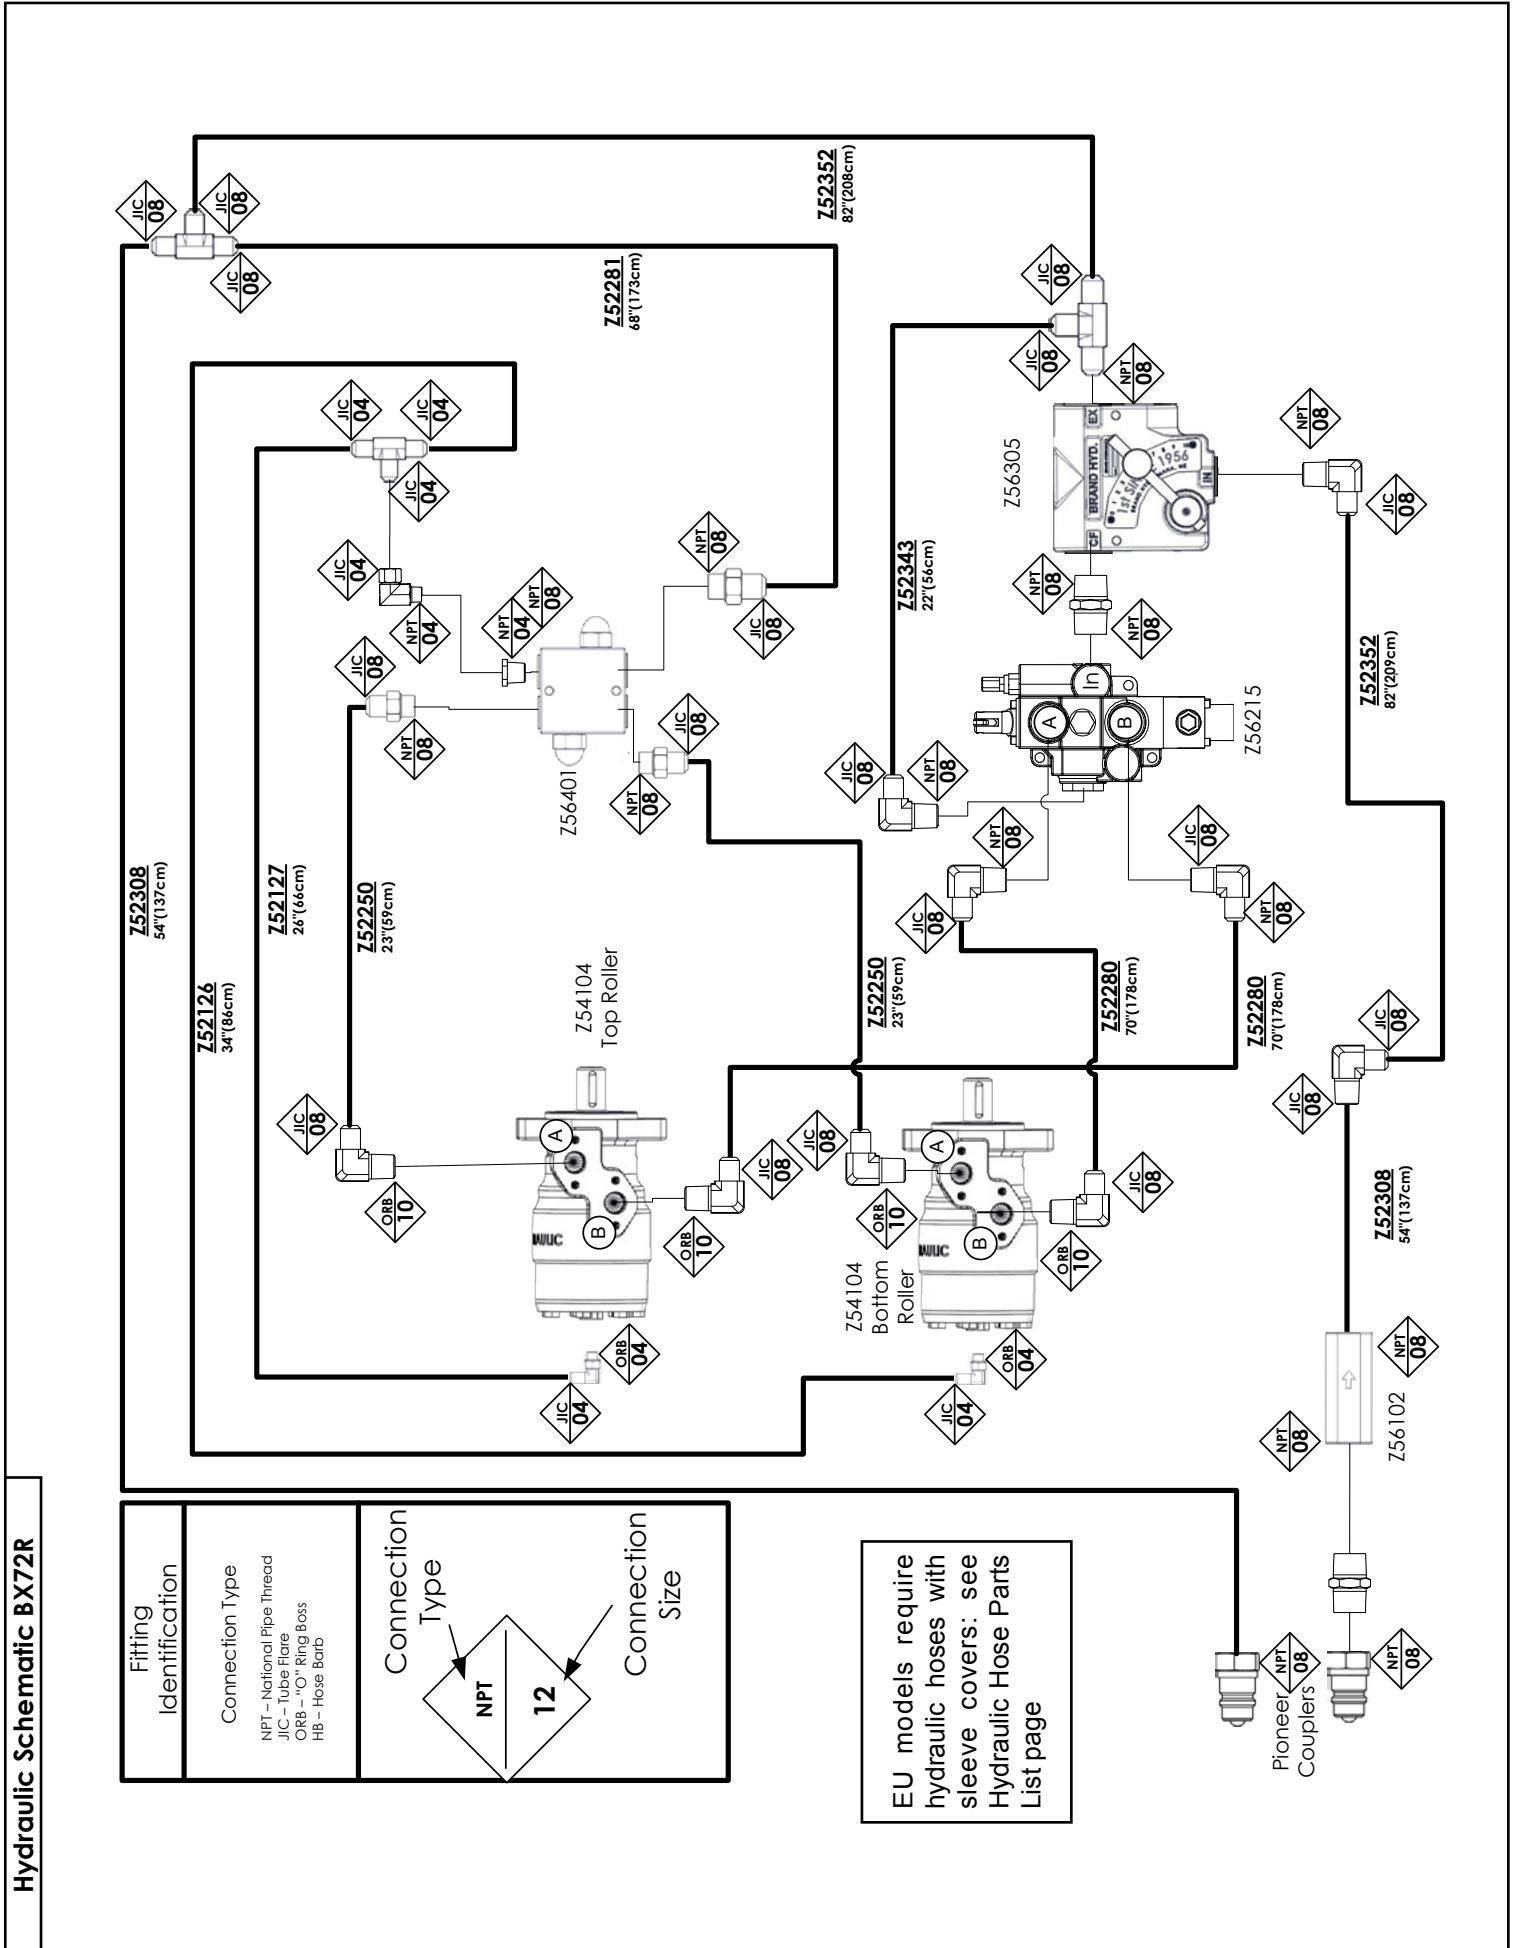 Hydraulic Schematic BX72R
Fitting
Identification
Connection Type
NPT – National Pipe Thread
JIC – Tube Flare
ORB – "O" Ring Boss
HB – Hose Barb
Connection
Type
NPT
12
Connection
Size
EU models require
hydraulic hoses with
sleeve covers: see
Hydraulic Hose Parts
List page
Z52308
54"(137cm)
Z52126
34"(86cm)
Z52127
26"(66cm)
Z52250
23"(59cm)
JIC
08
JIC
08
JIC
08
Z52281
68"(173cm)
Z52352
82"(208cm)
JIC
04
JIC
04
JIC
04
JIC
04
NPT
04
NPT
04
NPT
08
JIC
08
NPT
08
NPT
08
JIC
08
Z56401
JIC
08
NPT
08
Z54104
Top Roller
JIC
08
ORB
10
A
B
AULIC
ORB
10
JIC
08
JIC
04
ORB
04
Z52250
23"(59cm)
JIC
08
ORB
10
Z54104
Bottom
Roller
A
B
AULIC
ORB
10
JIC
08
JIC
04
ORB
04
Z52280
70"(178cm)
Z52280
70"(178cm)
Z52343
22"(56cm)
JIC
08
JIC
08
NPT
08
Z56305
BRAND HYD.
EX
CF
IN
1956
NPT
08
NPT
08
JIC
08
NPT
08
In
A
B
Z56215
JIC
08
NPT
08
NPT
08
JIC
08
JIC
08
NPT
08
Z52352
82"(209cm)
JIC
08
JIC
08
Z52308
54"(137cm)
NPT
08
NPT
08
Z56102
NPT
08
NPT
08
Pioneer
Couplers